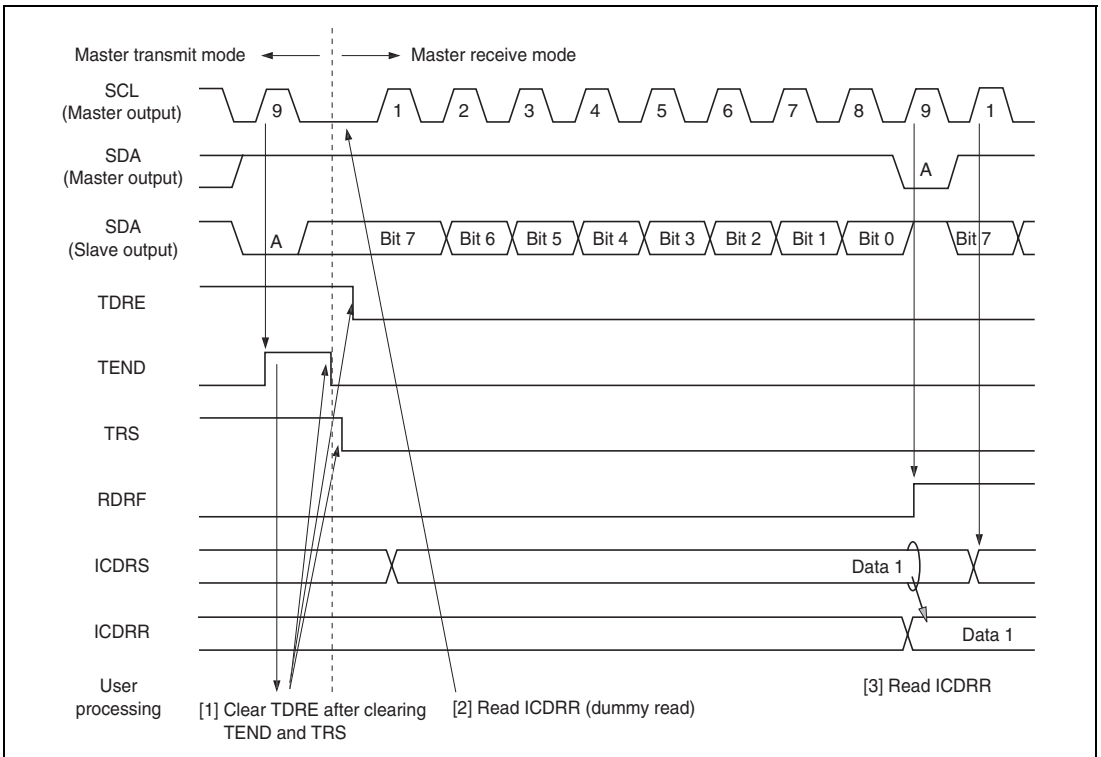 Master transmit mode
Master receive mode
SCL
(Master output)
9
1
2
3
4
5
6
7
8
9
1
SDA
(Master output)
A
SDA
(Slave output)
A
Bit 7
Bit 6
Bit 5
Bit 4
Bit 3
Bit 2
Bit 1
Bit 0
Bit 7
TDRE
TEND
TRS
RDRF
ICDRS
Data 1
ICDRR
Data 1
User
processing
[1] Clear TDRE after clearing
TEND and TRS
[2] Read ICDRR (dummy read)
[3] Read ICDRR